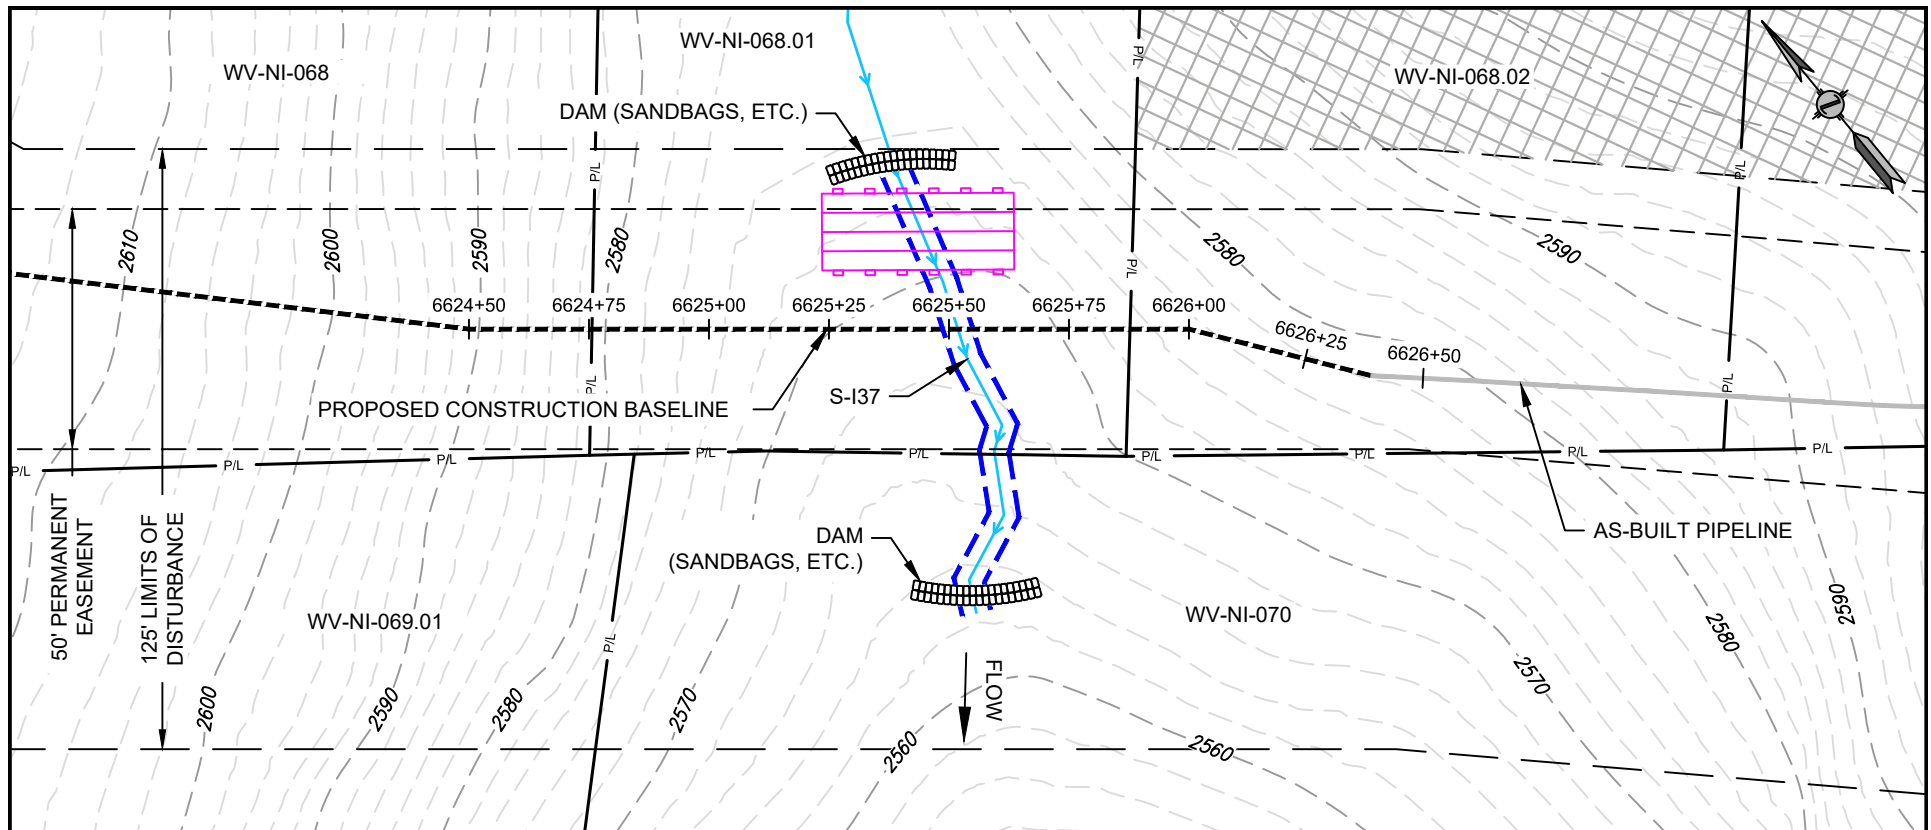 WV-NI-068.01
WV-NI-068
WV-NI-068.02
P/L
DAM (SANDBAGS, ETC.)
P/L
P/L
2610
2600
2590
2580
2580
2590
P/L
6624+50
6624+75
6625+00
6625+25
6625+50
6625+75
6626+00
6626+25
6626+50
P/L
P/L
S-I37
PROPOSED CONSTRUCTION BASELINE
P/L
P/L
P/L
P/L
P/L
P/L
P/L
P/L
P/L
50' PERMANENT
EASEMENT
125' LIMITS OF
DISTURBANCE
DAM
(SANDBAGS, ETC.)
AS-BUILT PIPELINE
WV-NI-069.01
WV-NI-070
P/L
2590
2580
2570
FLOW
2600
2590
2580
2570
2560
2560